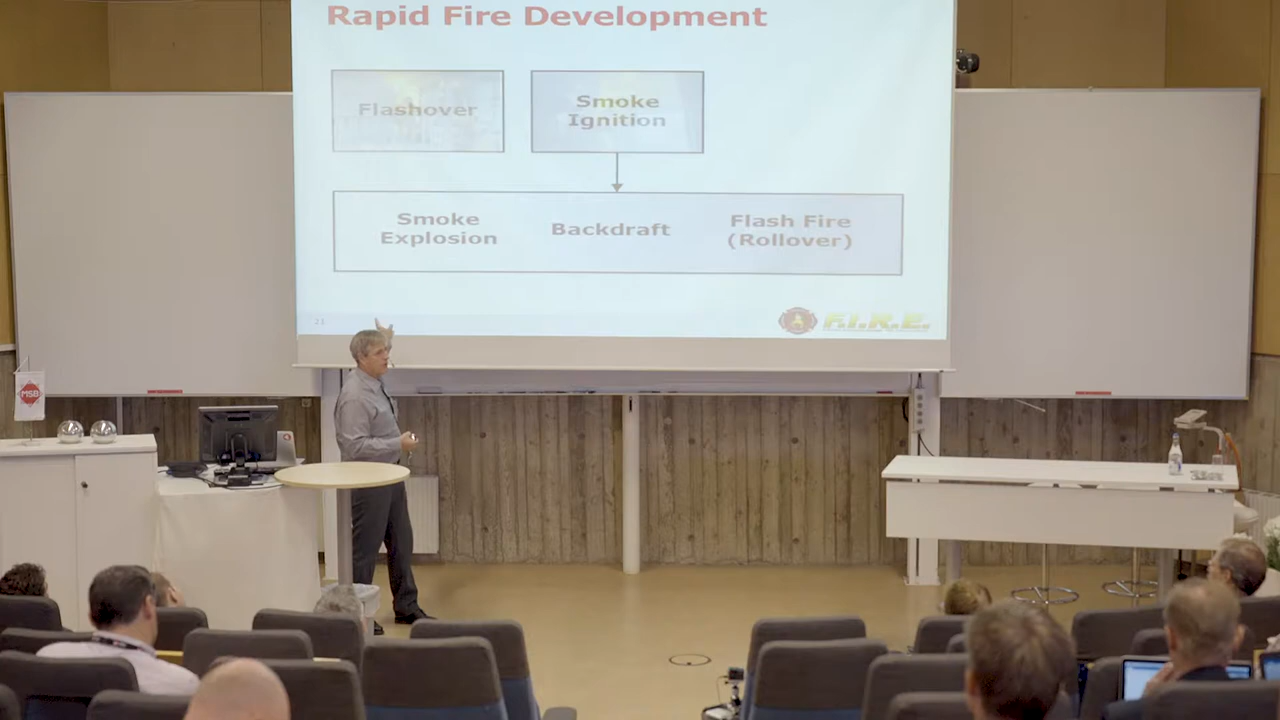 Rapid Fire Development
Flashover
Smoke
Ignition
Smoke
Explosion
Backdraft
Flash Fire
(Rollover)
21
F.I.R.E.
MSB